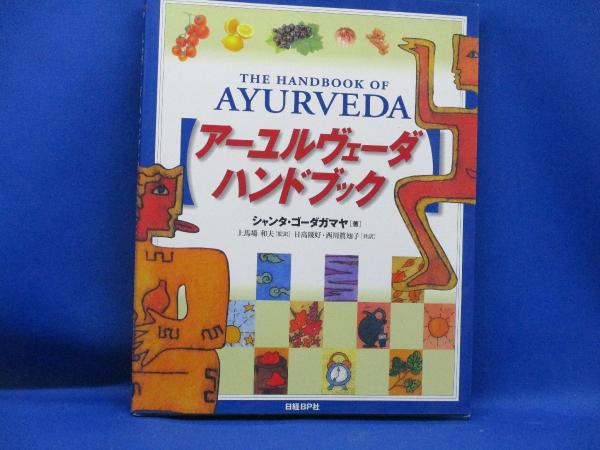 THE HANDBOOK OF
AYURVEDA
アーユルヴェーダ
ハンドブック
シャンタ・ゴーダガマヤ[著]
上馬場 和夫[監訳] 日高陵好・西川眞知子[共訳]
日経BP社